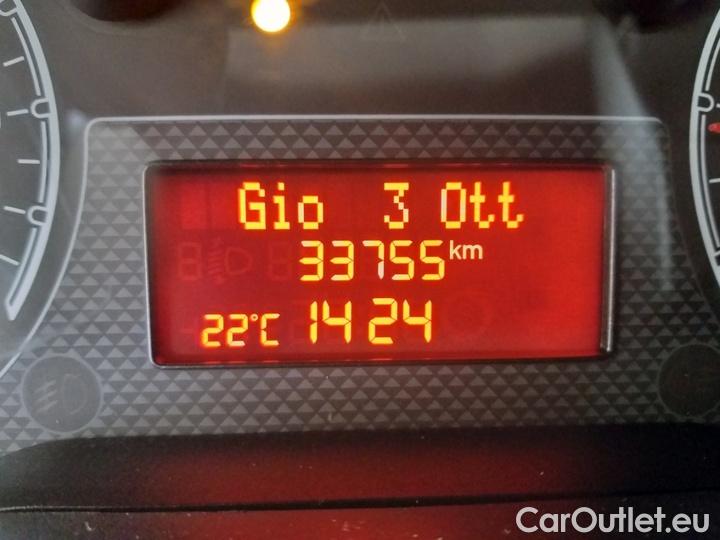 Gio 3 Ott
33755 km
22°C 14 24
CarOutlet.eu